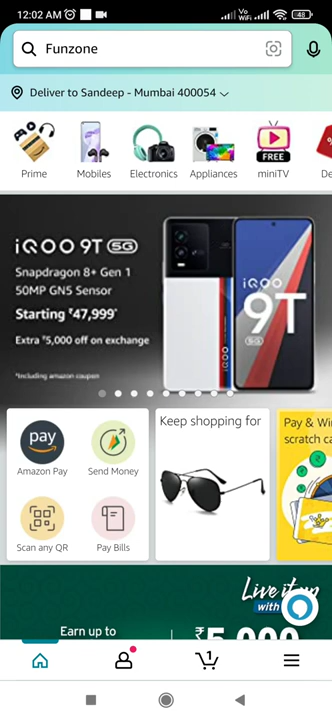 12:02 AM
Vo
WiFi
48
Funzone
Deliver to Sandeep - Mumbai 400054
FREE
Prime
Mobiles
Electronics
Appliances
miniTV
De
iQOO 9T 5G
Snapdragon 8+ Gen 1
50MP GN5 Sensor
Starting ₹47,999*
Extra ₹5,000 off on exchange
*Including amazon coupon
iQOO
9T
5G
pay
Amazon Pay
Send Money
Scan any QR
Pay Bills
Keep shopping for
Pay & Wi
scratch ca
Live it up
with
Earn up to
₹5,000
1